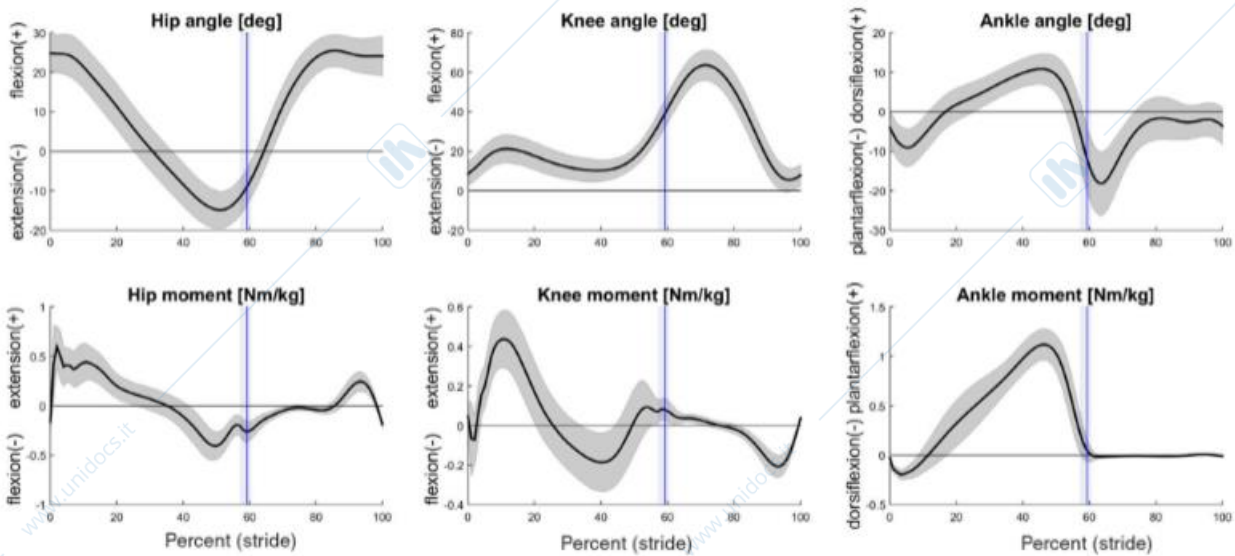 Hip angle [deg]
Knee angle [deg]
Ankle angle [deg]
extension(-) flexion(+)
30
20
10
0
-10
-20
0 20 40 60 80 100
extension(-) flexion(+)
80
60
40
20
0
-20
0 20 40 60 80 100
plantarflexion(-) dorsiflexion(+)
20
10
0
-10
-20
-30
0 20 40 60 80 100
Hip moment [Nm/kg]
Knee moment [Nm/kg]
Ankle moment [Nm/kg]
flexion(-) extension(+)
1
0.5
0
-0.5
-1
0 20 40 60 80 100
Percent (stride)
flexion(-) extension(+)
0.6
0.4
0.2
0
-0.2
-0.4
0 20 40 60 80 100
Percent (stride)
dorsiflexion(-) plantarflexion(+)
1.5
1
0.5
0
-0.5
0 20 40 60 80 100
Percent (stride)
www.unidocs.it
www.unidoc